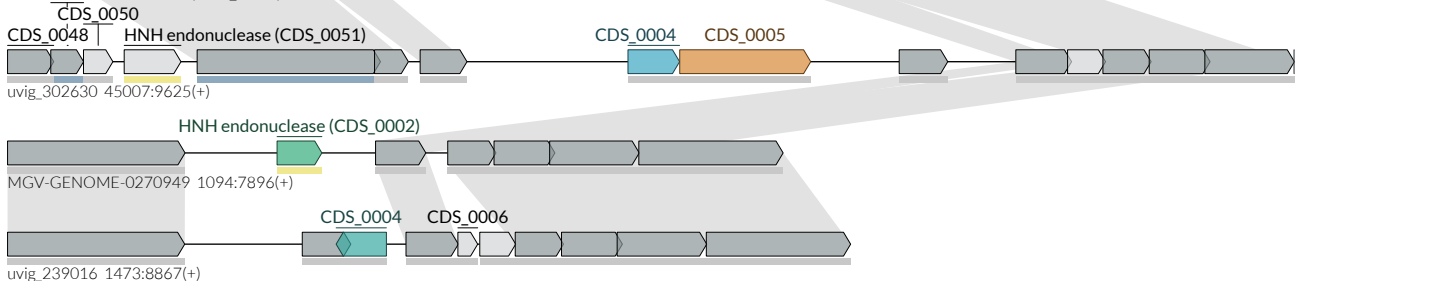 CDS_0050
CDS_0048 HNH endonuclease (CDS_0051) CDS_0004 CDS_0005
uvig_302630 45007:9625(+)
HNH endonuclease (CDS_0002)
MGV-GENOME-0270949 1094:7896(+)
CDS_0004 CDS_0006
uvig_239016 1473:8867(+)